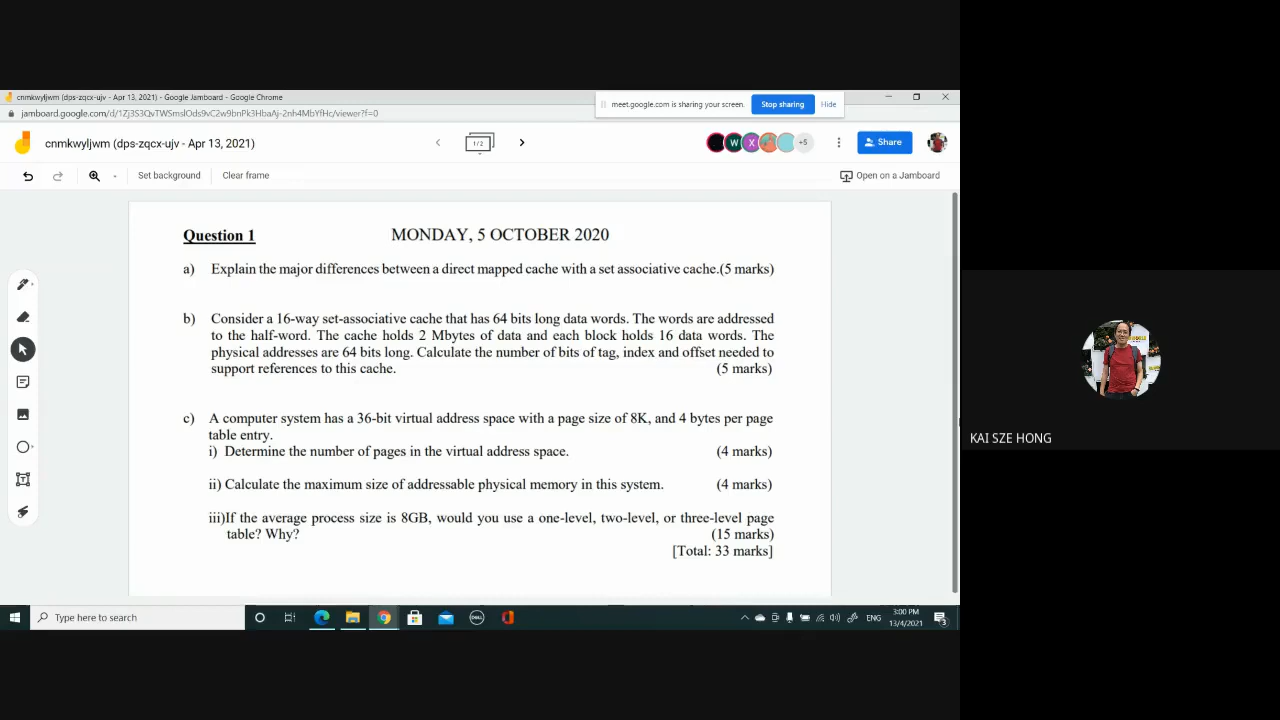 cnmkwyljwm (dps-zqcx-ujv - Apr 13, 2021) - Google Jamboard - Google Chrome
meet.google.com is sharing your screen.
Stop sharing
Hide
cnmkwyljwm (dps-zqcx-ujv - Apr 13, 2021)
1/2
W
X
+5
Share
Set background
Clear frame
Open on a Jamboard
Question 1
MONDAY, 5 OCTOBER 2020
a) Explain the major differences between a direct mapped cache with a set associative cache.(5 marks)
b) Consider a 16-way set-associative cache that has 64 bits long data words. The words are addressed
to the half-word. The cache holds 2 Mbytes of data and each block holds 16 data words. The
physical addresses are 64 bits long. Calculate the number of bits of tag, index and offset needed to
support references to this cache. (5 marks)
c) A computer system has a 36-bit virtual address space with a page size of 8K, and 4 bytes per page
table entry.
i) Determine the number of pages in the virtual address space. (4 marks)
ii) Calculate the maximum size of addressable physical memory in this system. (4 marks)
iii)If the average process size is 8GB, would you use a one-level, two-level, or three-level page
table? Why? (15 marks)
[Total: 33 marks]
KAI SZE HONG
Type here to search
DELL
ENG
3:00 PM
13/4/2021
3